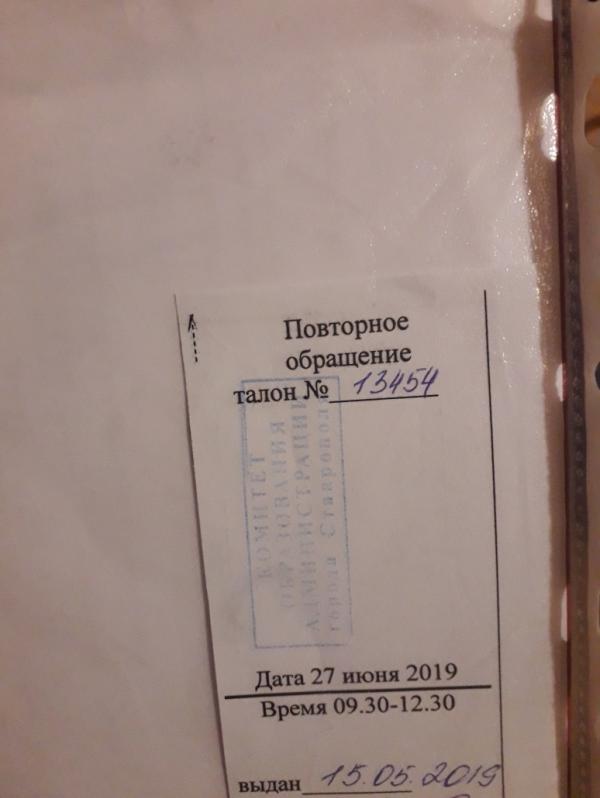 Повторное
обращение
талон № 13454
КОМИТЕТ
ОБРАЗОВАНИЯ
АДМИНИСТРАЦИИ
города Ставрополя
Дата 27 июня 2019
Время 09.30-12.30
выдан 15.05.2019